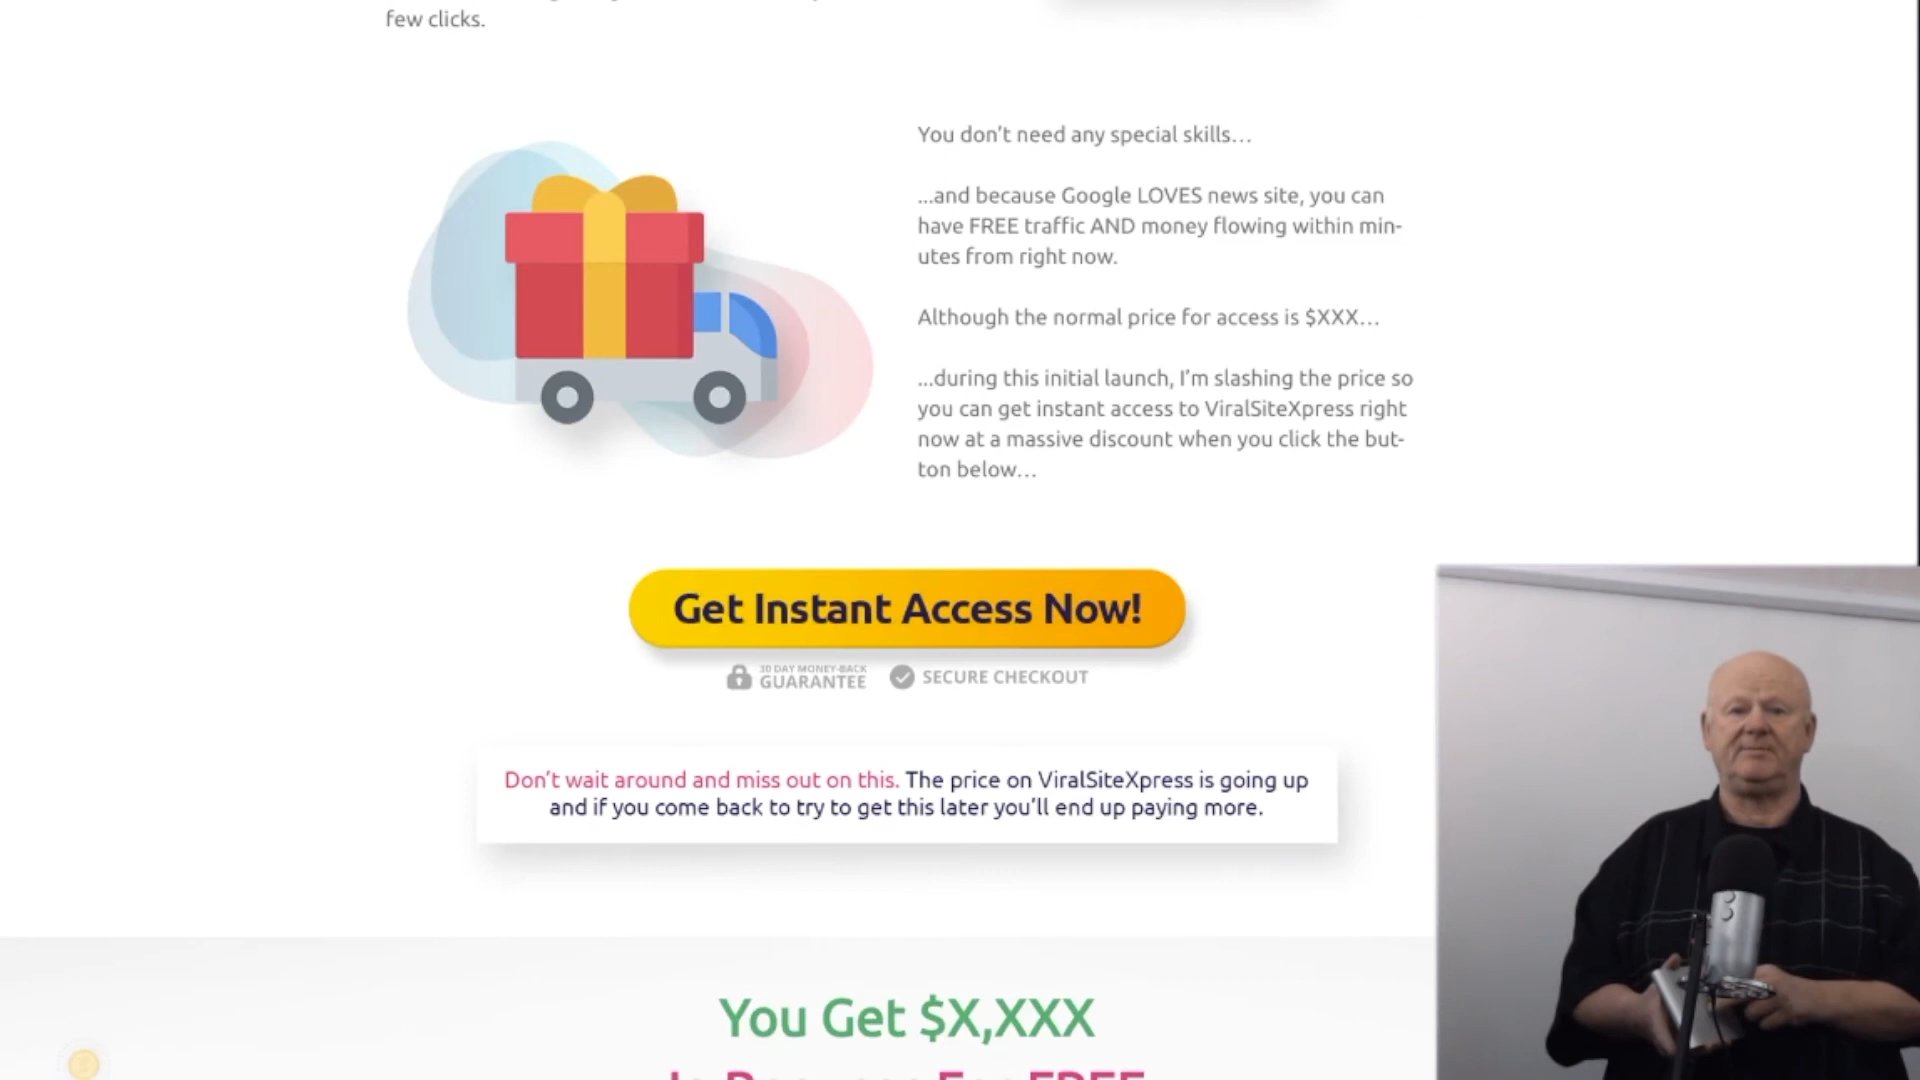 few clicks.
You don't need any special skills...
...and because Google LOVES news site, you can
have FREE traffic AND money flowing within min-
utes from right now.
Although the normal price for access is $XXX...
...during this initial launch, I'm slashing the price so
you can get instant access to ViralSiteXpress right
now at a massive discount when you click the but-
ton below...
Get Instant Access Now!
30 DAY MONEY-BACK
GUARANTEE
SECURE CHECKOUT
Don't wait around and miss out on this. The price on ViralSiteXpress is going up
and if you come back to try to get this later you'll end up paying more.
You Get $X,XXX